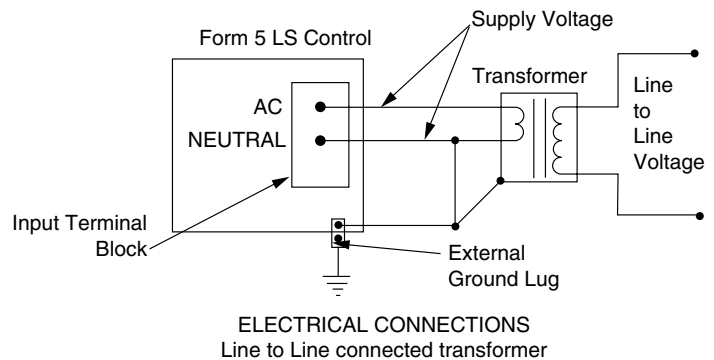 Supply Voltage
Form 5 LS Control
Transformer
AC
NEUTRAL
Line
to
Line
Voltage
Input Terminal
Block
External
Ground Lug
ELECTRICAL CONNECTIONS
Line to Line connected transformer